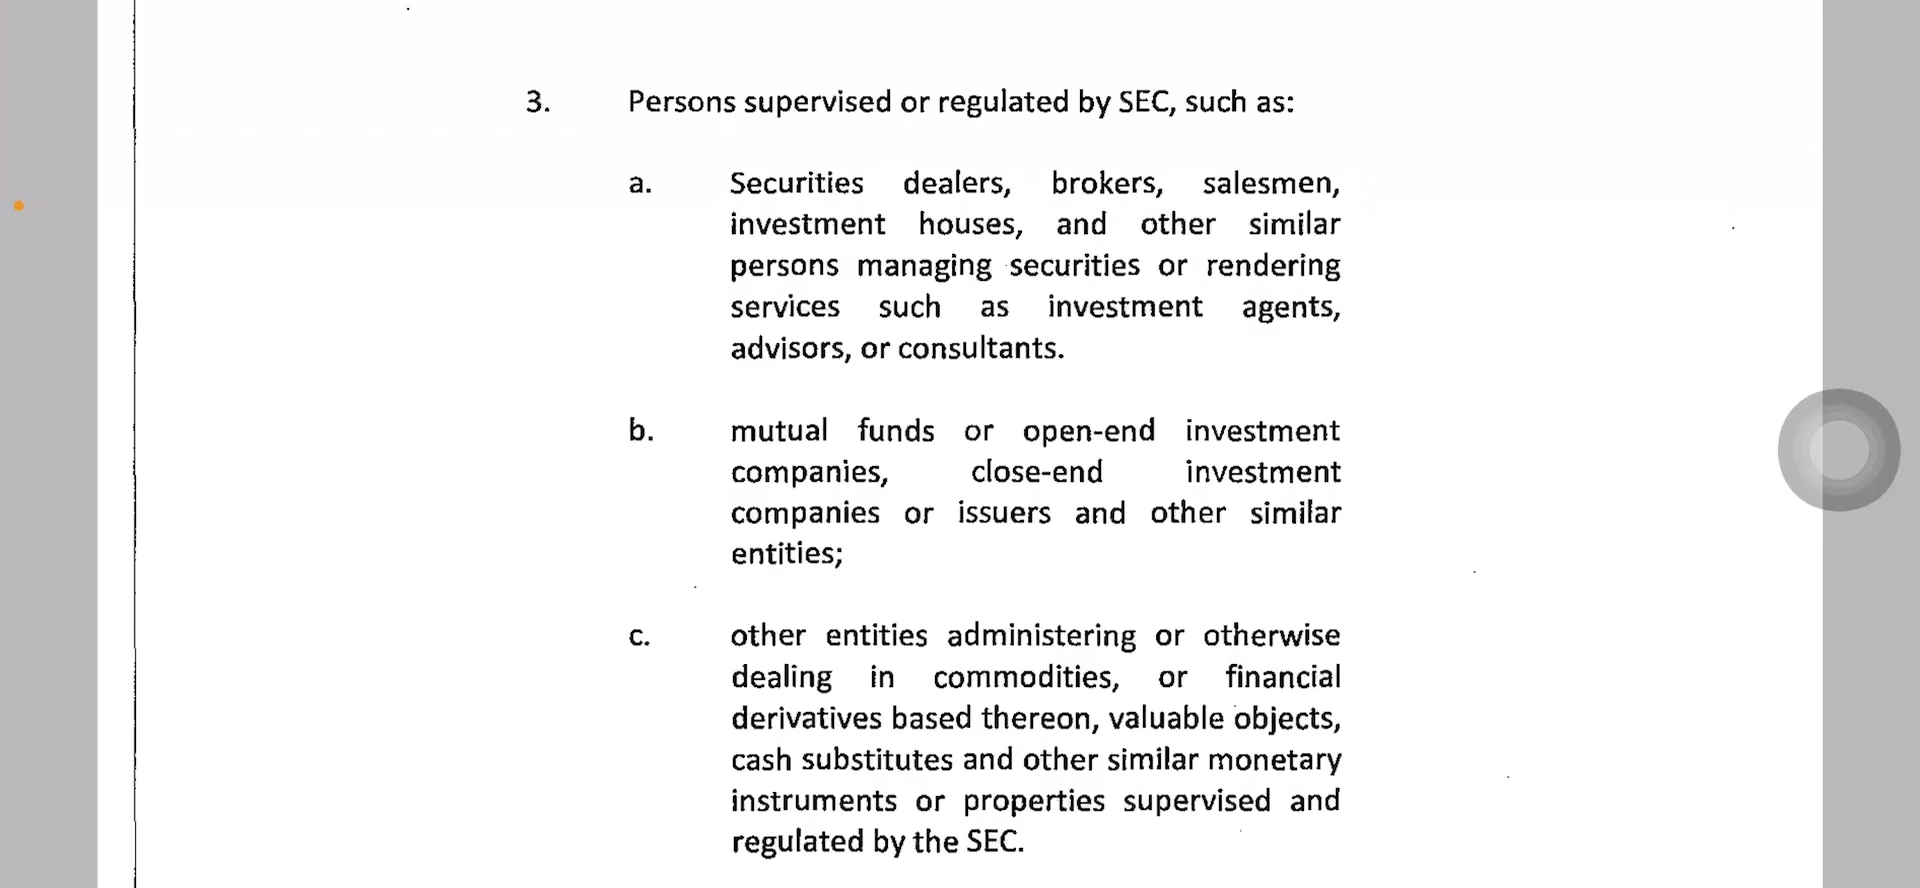 3. Persons supervised or regulated by SEC, such as:
a. Securities dealers, brokers, salesmen,
investment houses, and other similar
persons managing securities or rendering
services such as investment agents,
advisors, or consultants.
b. mutual funds or open-end investment
companies, close-end investment
companies or issuers and other similar
entities;
c. other entities administering or otherwise
dealing in commodities, or financial
derivatives based thereon, valuable objects,
cash substitutes and other similar monetary
instruments or properties supervised and
regulated by the SEC.